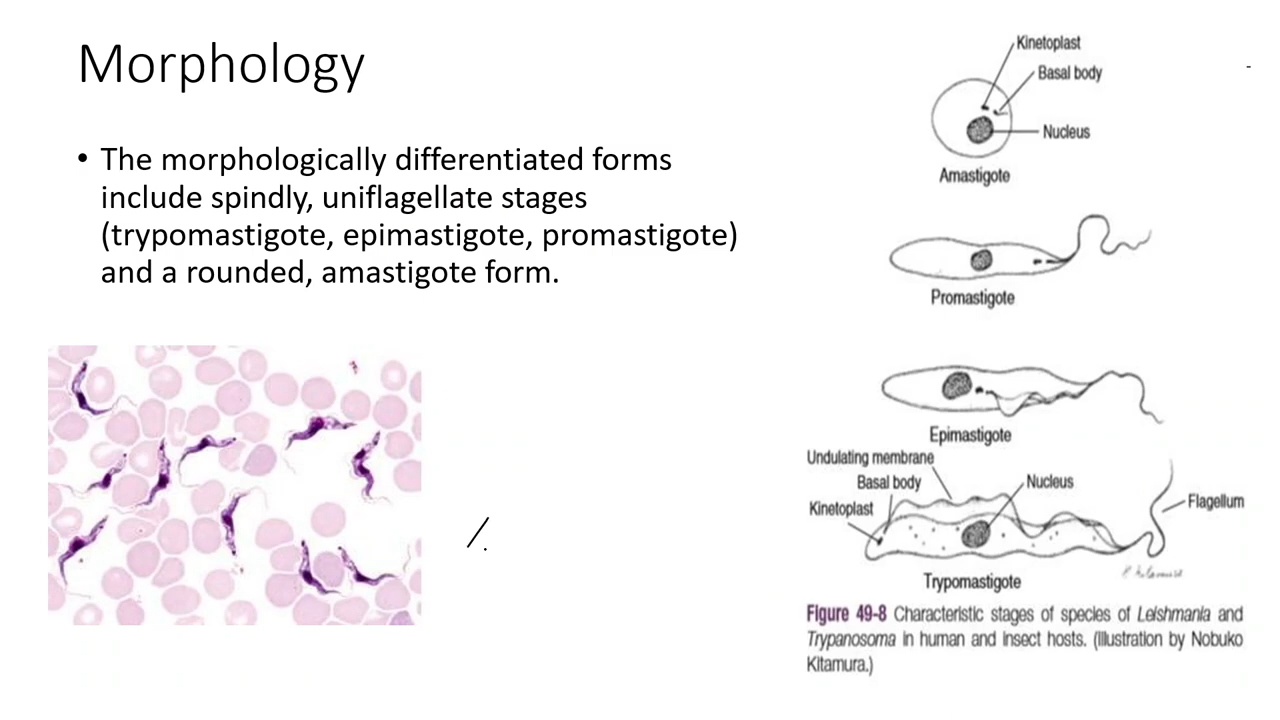 Morphology
• The morphologically differentiated forms
include spindly, uniflagellate stages
(trypomastigote, epimastigote, promastigote)
and a rounded, amastigote form.
Kinetoplast
Basal body
Nucleus
Amastigote
Promastigote
Epimastigote
Undulating membrane
Basal body
Nucleus
Kinetoplast
Flagellum
Trypomastigote
Figure 49-8 Characteristic stages of species of Leishmania and
Trypanosoma in human and insect hosts. (Illustration by Nobuko
Kitamura.)